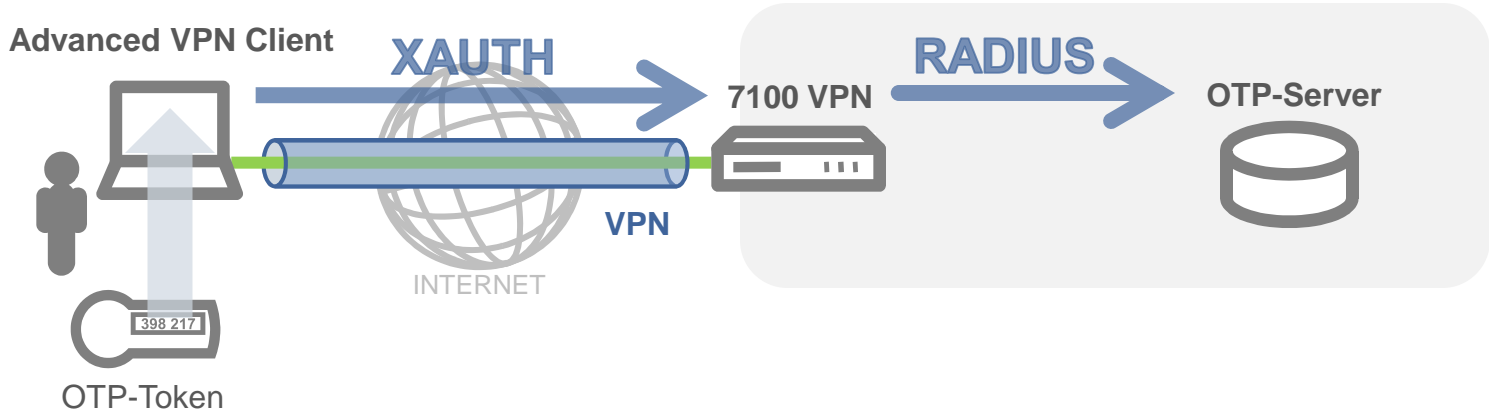 Advanced VPN Client
XAUTH
RADIUS
7100 VPN
OTP-Server
VPN
INTERNET
398 217
OTP-Token